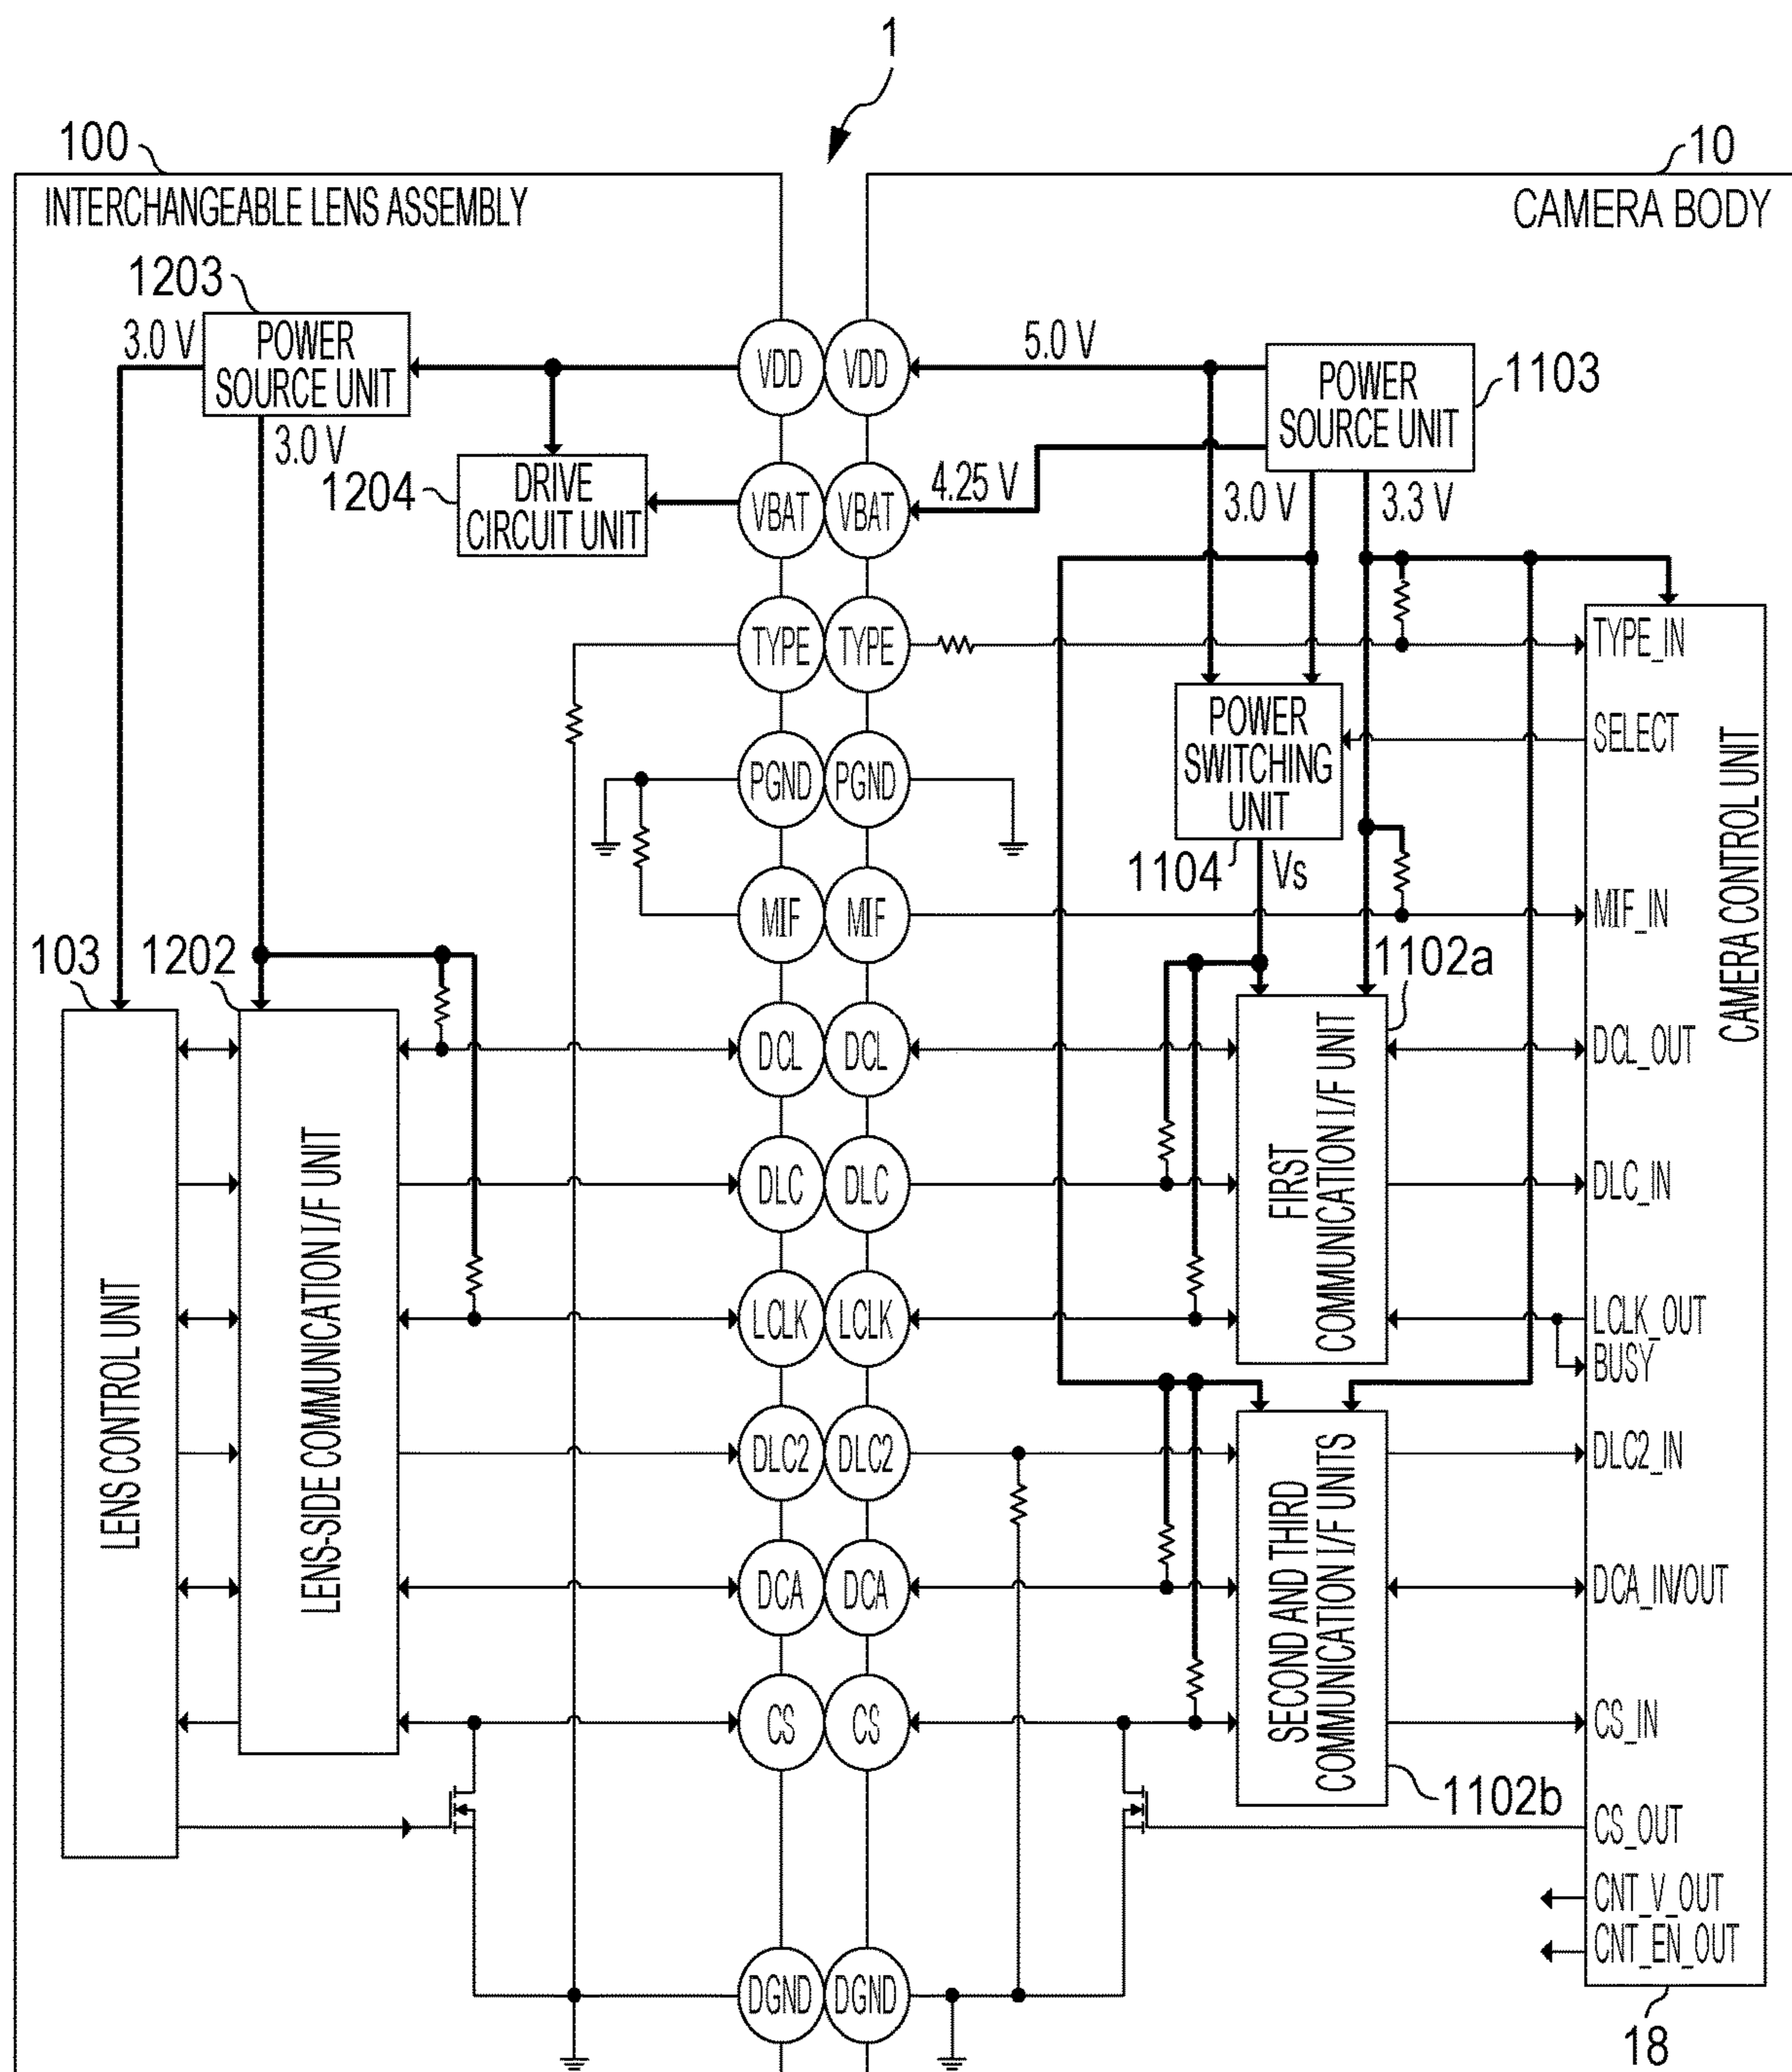 1
100
10
INTERCHANGEABLE LENS ASSEMBLY
CAMERA BODY
1203
3.0 V
POWER
SOURCE UNIT
3.0 V
1204
DRIVE
CIRCUIT UNIT
VDD
VDD
5.0 V
POWER
SOURCE UNIT
1103
VBAT
VBAT
4.25 V
3.0 V
3.3 V
TYPE
TYPE
TYPE_IN
POWER
SWITCHING
UNIT
SELECT
PGND
PGND
1104
Vs
MIF
MIF
MIF_IN
CAMERA CONTROL UNIT
103
1202
1102a
DCL
DCL
DCL_OUT
LENS CONTROL UNIT
LENS-SIDE COMMUNICATION I/F UNIT
FIRST
COMMUNICATION I/F UNIT
DLC
DLC
DLC_IN
LCLK
LCLK
LCLK_OUT
BUSY
DLC2
DLC2
DLC2_IN
SECOND AND THIRD
COMMUNICATION I/F UNITS
DCA
DCA
DCA_IN/OUT
CS
CS
CS_IN
1102b
CS_OUT
CNT_V_OUT
CNT_EN_OUT
DGND
DGND
18